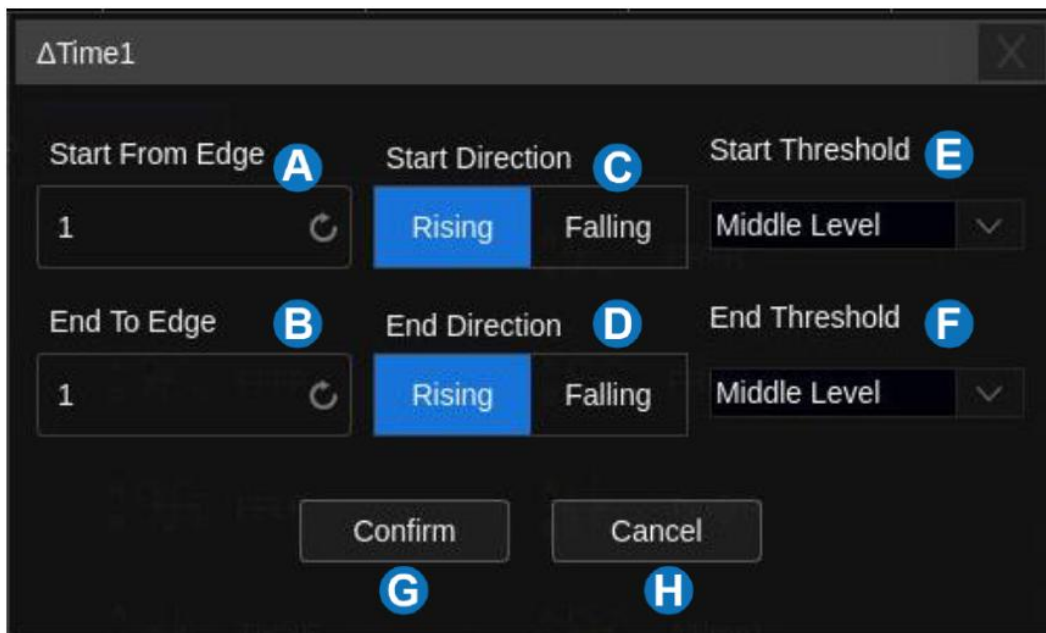 ΔTime1 X
Start From Edge A Start Direction C Start Threshold E
1 Rising Falling Middle Level
End To Edge B End Direction D End Threshold F
1 Rising Falling Middle Level
Confirm Cancel
G H